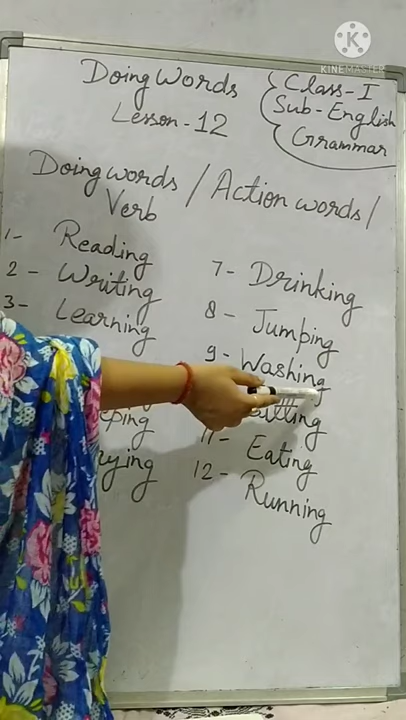 KINEMASTER
Doing Words
Lesson-12
Class-I
Sub-English
Grammar
Doing words / Action words /
Verb
1- Reading
2- Writing
3- Learning
7- Drinking
8- Jumping
9- Washing
11- Eating
12- Running